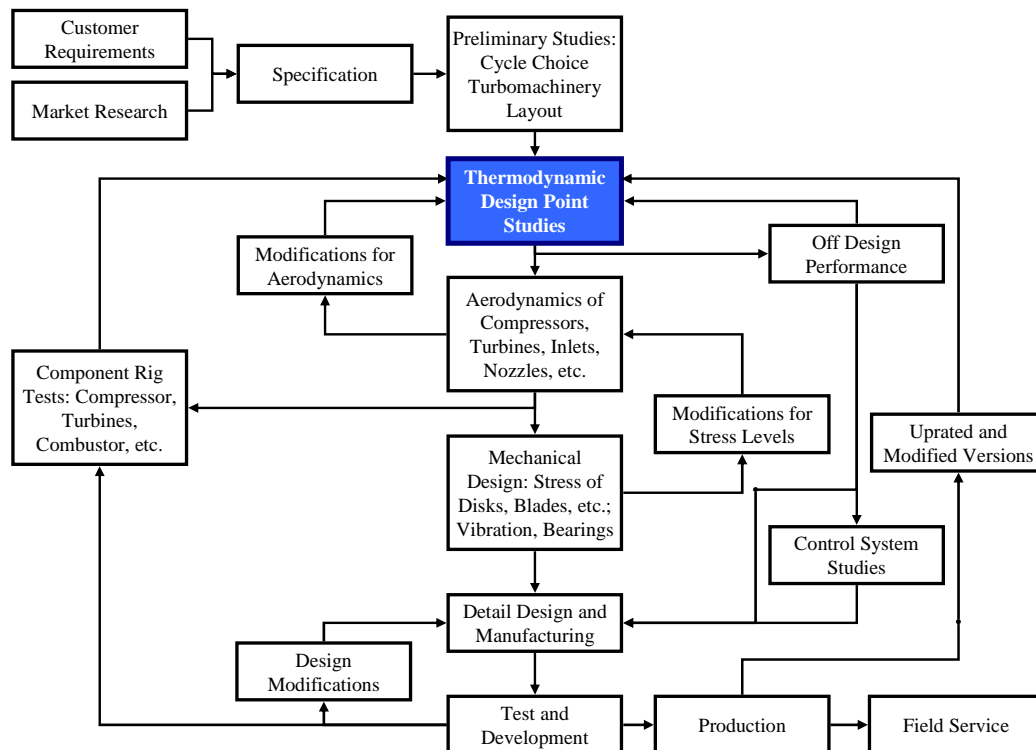 Customer
Requirements
Market Research
Specification
Preliminary Studies:
Cycle Choice
Turbomachinery
Layout
Thermodynamic
Design Point
Studies
Modifications for
Aerodynamics
Off Design
Performance
Aerodynamics of
Compressors,
Turbines, Inlets,
Nozzles, etc.
Component Rig
Tests: Compressor,
Turbines,
Combustor, etc.
Modifications for
Stress Levels
Uprated and
Modified Versions
Mechanical
Design: Stress of
Disks, Blades, etc.;
Vibration, Bearings
Control System
Studies
Detail Design and
Manufacturing
Design
Modifications
Test and
Development
Production
Field Service